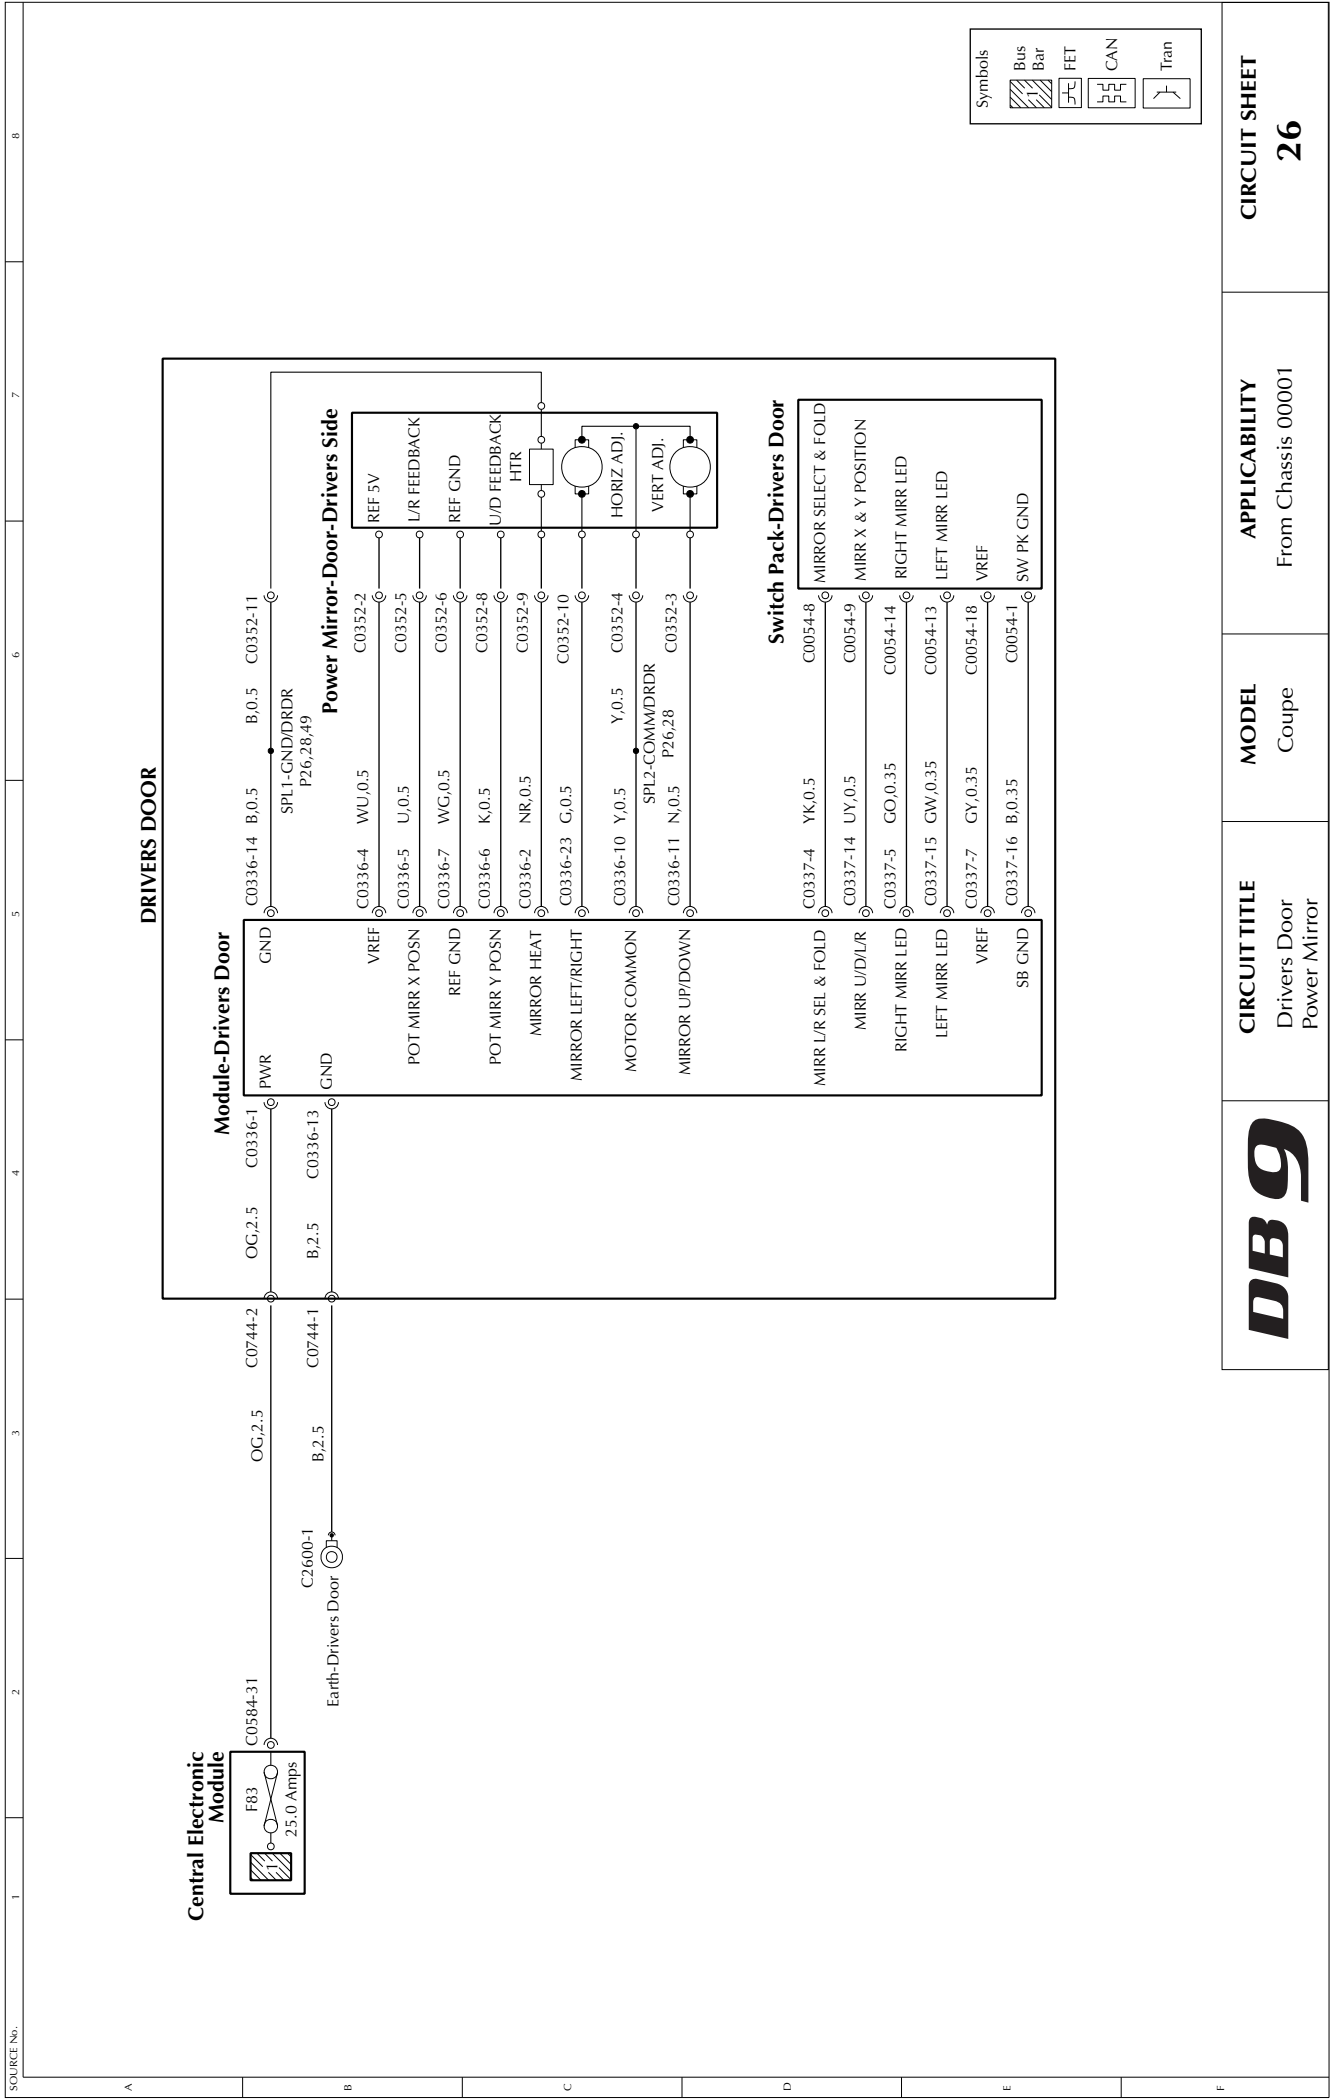 SOURCE No.
1
2
3
4
5
6
7
8
A
B
C
D
E
F
DRIVERS DOOR
Central Electronic
Module
F83
25.0 Amps
1
C0584-31
OG,2.5
C0744-2
OG,2.5
C0336-1
C2600-1
Earth-Drivers Door
B,2.5
C0744-1
B,2.5
C0336-13
Module-Drivers Door
PWR
GND
GND
C0336-14
B,0.5
SPL1-GND/DRDR
P26,28,49
B,0.5
C0352-11
Power Mirror-Door-Drivers Side
VREF
C0336-4
WU,0.5
C0352-2
REF 5V
POT MIRR X POSN
C0336-5
U,0.5
C0352-5
L/R FEEDBACK
REF GND
C0336-7
WG,0.5
C0352-6
REF GND
POT MIRR Y POSN
C0336-6
K,0.5
C0352-8
U/D FEEDBACK
MIRROR HEAT
C0336-2
NR,0.5
C0352-9
HTR
MIRROR LEFT/RIGHT
C0336-23
G,0.5
C0352-10
HORIZ ADJ.
MOTOR COMMON
C0336-10
Y,0.5
SPL2-COMM/DRDR
P26,28
Y,0.5
C0352-4
MIRROR UP/DOWN
C0336-11
N,0.5
C0352-3
VERT ADJ.
Switch Pack-Drivers Door
MIRR L/R SEL & FOLD
C0337-4
YK,0.5
C0054-8
MIRROR SELECT & FOLD
MIRR U/D/L/R
C0337-14
UY,0.5
C0054-9
MIRR X & Y POSITION
RIGHT MIRR LED
C0337-5
GO,0.35
C0054-14
RIGHT MIRR LED
LEFT MIRR LED
C0337-15
GW,0.35
C0054-13
LEFT MIRR LED
VREF
C0337-7
GY,0.35
C0054-18
VREF
SB GND
C0337-16
B,0.35
C0054-1
SW PK GND
Symbols
1
Bus
Bar
FET
CAN
Tran
DB9
CIRCUIT TITLE
Drivers Door
Power Mirror
MODEL
Coupe
APPLICABILITY
From Chassis 00001
CIRCUIT SHEET
26